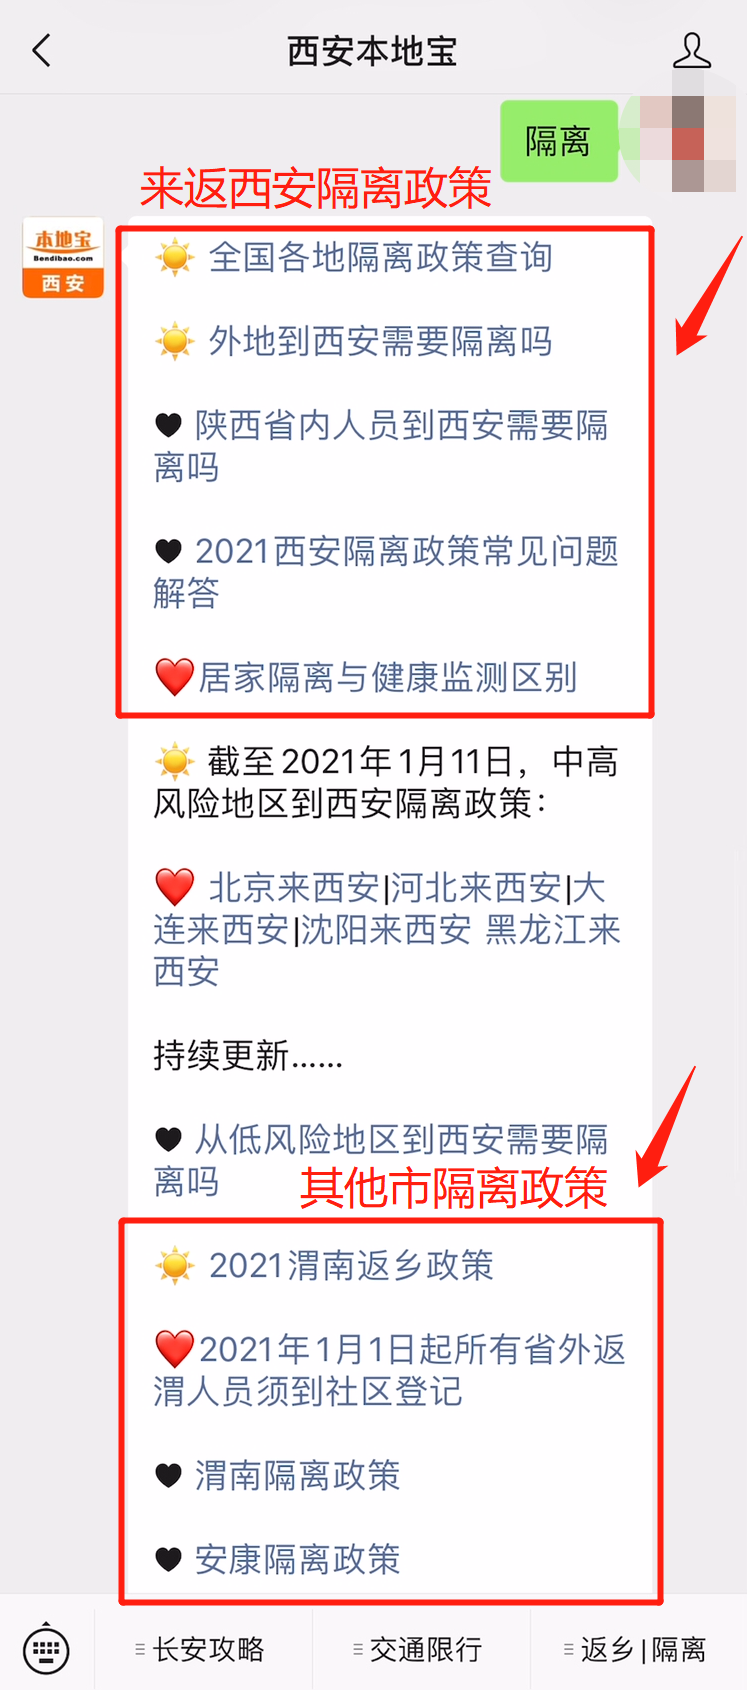 西安本地宝
隔离
来返西安隔离政策
本地宝
Bendibao.com
西安
☀️ 全国各地隔离政策查询
☀️ 外地到西安需要隔离吗
🖤 陕西省内人员到西安需要隔
离吗
🖤 2021西安隔离政策常见问题
解答
❤️居家隔离与健康监测区别
☀️ 截至2021年1月11日，中高
风险地区到西安隔离政策：
❤️ 北京来西安|河北来西安|大
连来西安|沈阳来西安 黑龙江来
西安
持续更新......
🖤 从低风险地区到西安需要隔
离吗
其他市隔离政策
☀️ 2021渭南返乡政策
❤️2021年1月1日起所有省外返
渭人员须到社区登记
🖤 渭南隔离政策
🖤 安康隔离政策
长安攻略
交通限行
返乡|隔离